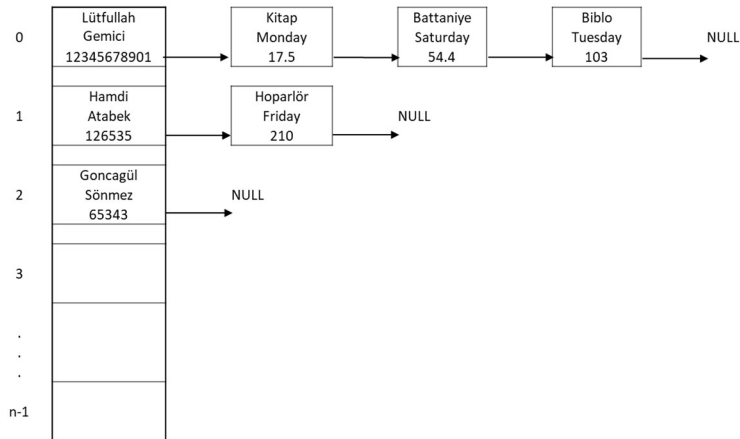 Lütfullah
Gemici
12345678901
Kitap
Monday
17.5
Battaniye
Saturday
54.4
Biblo
Tuesday
103
NULL
0
Hamdi
Atabek
126535
Hoparlör
Friday
210
NULL
1
Goncagül
Sönmez
65343
NULL
2
3
.
.
.
n-1